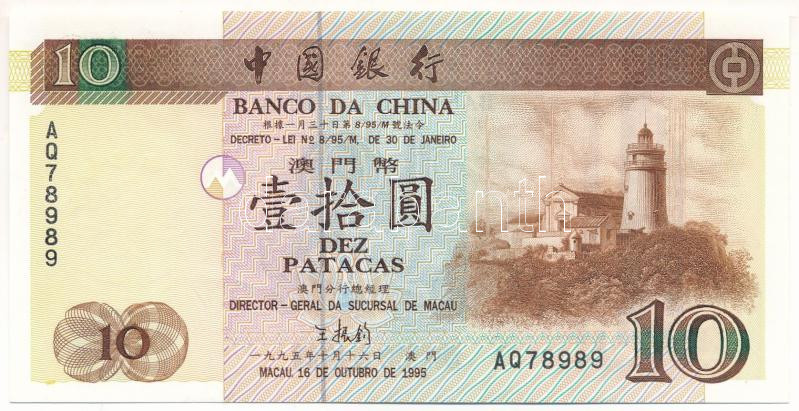 10
中國銀行
BANCO DA CHINA
根據一月三十日第8/95/M號法令
DECRETO-LEI Nº 8/95/M, DE 30 DE JANEIRO
AQ78989
澳門幣
壹拾圓
DEZ
PATACAS
澳門分行總經理
DIRECTOR-GERAL DA SUCURSAL DE MACAU
王振鈞
10
一九九五年十月十六日 澳門
MACAU, 16 DE OUTUBRO DE 1995
AQ78989
10